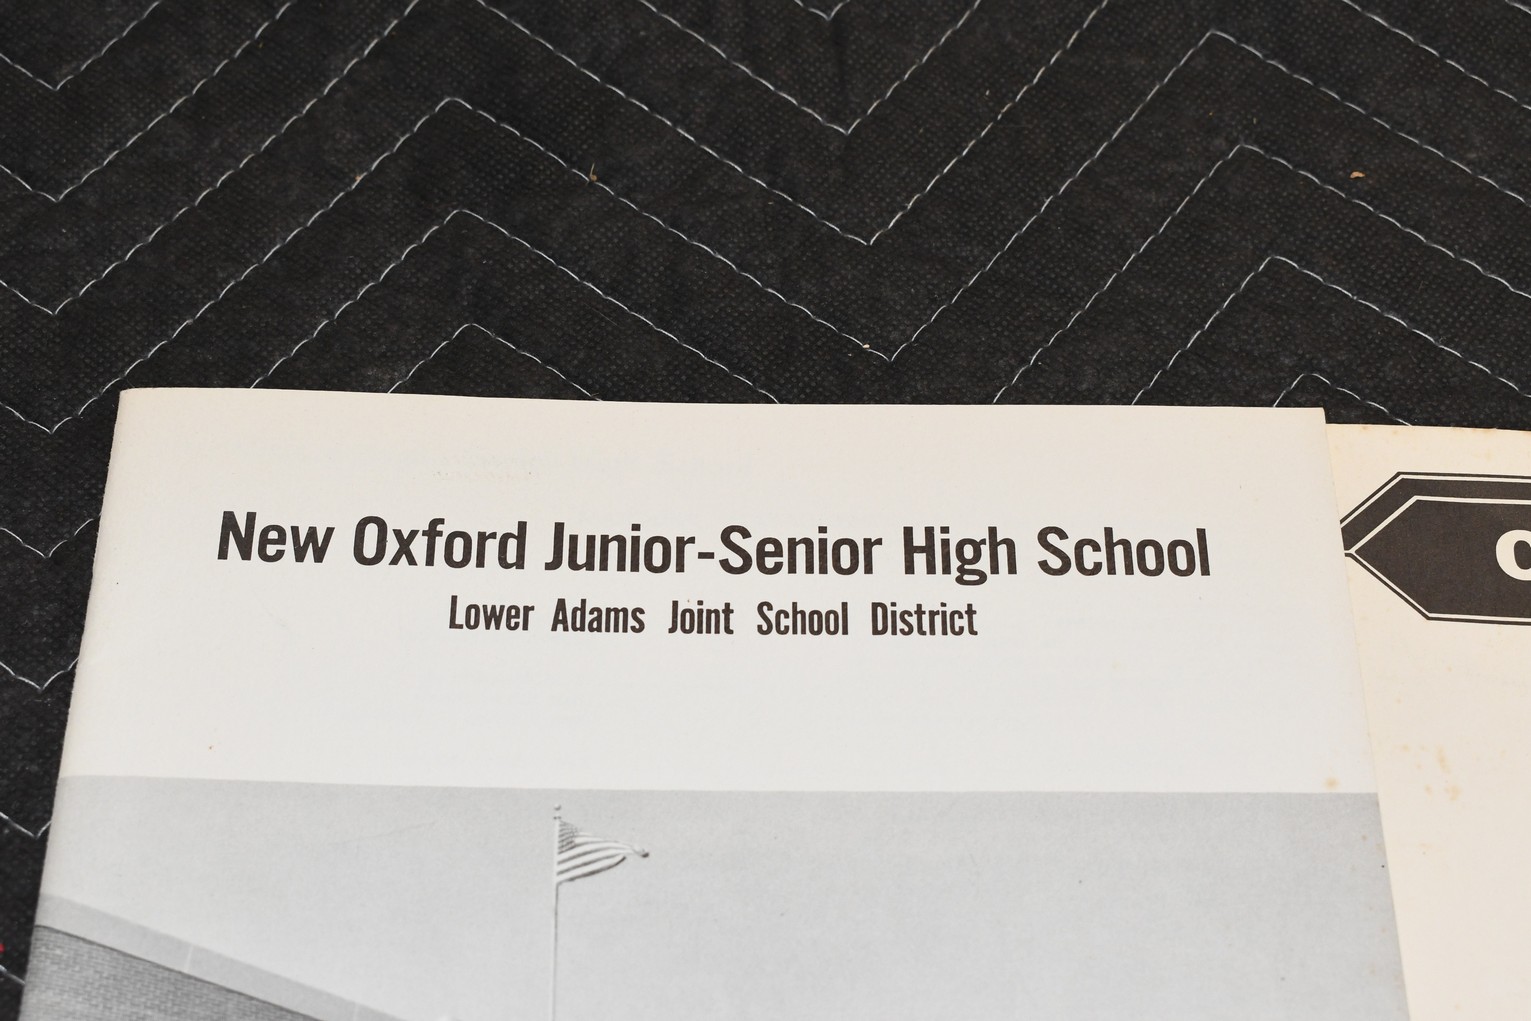 New Oxford Junior-Senior High School
Lower Adams Joint School District